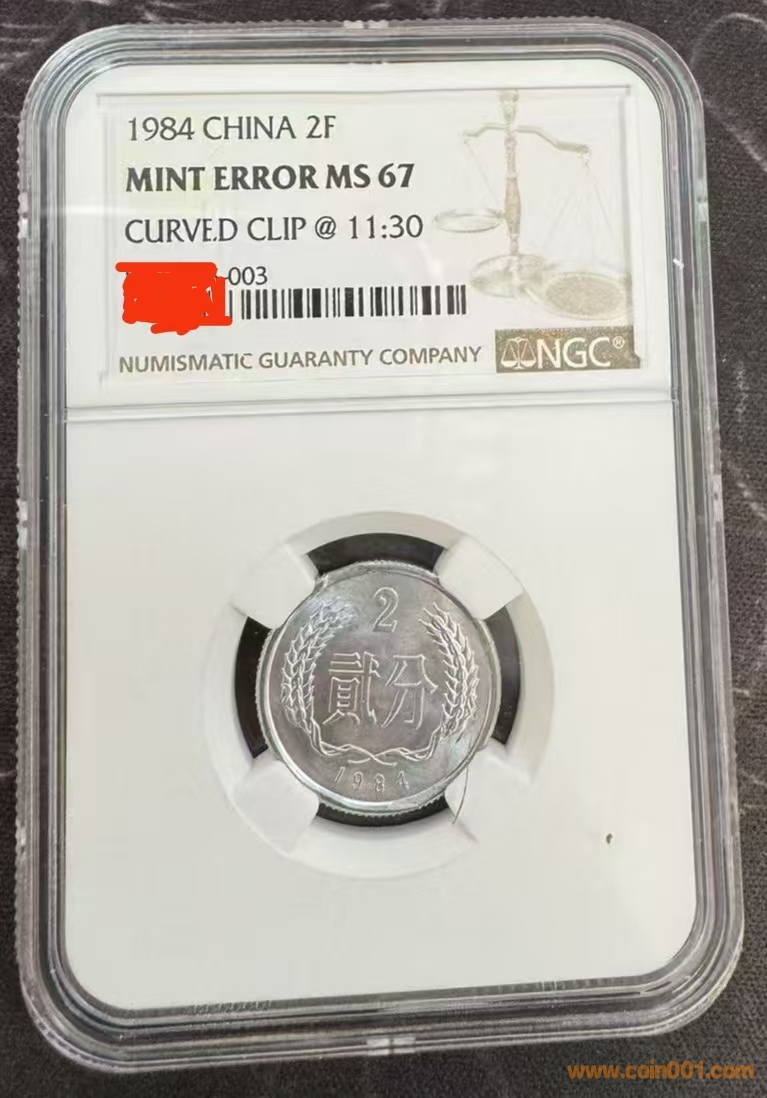 1984 CHINA 2F
MINT ERROR MS 67
CURVED CLIP @ 11:30
-003
NUMISMATIC GUARANTY COMPANY
NGC®
2
貳分
1984
www.coin001.com